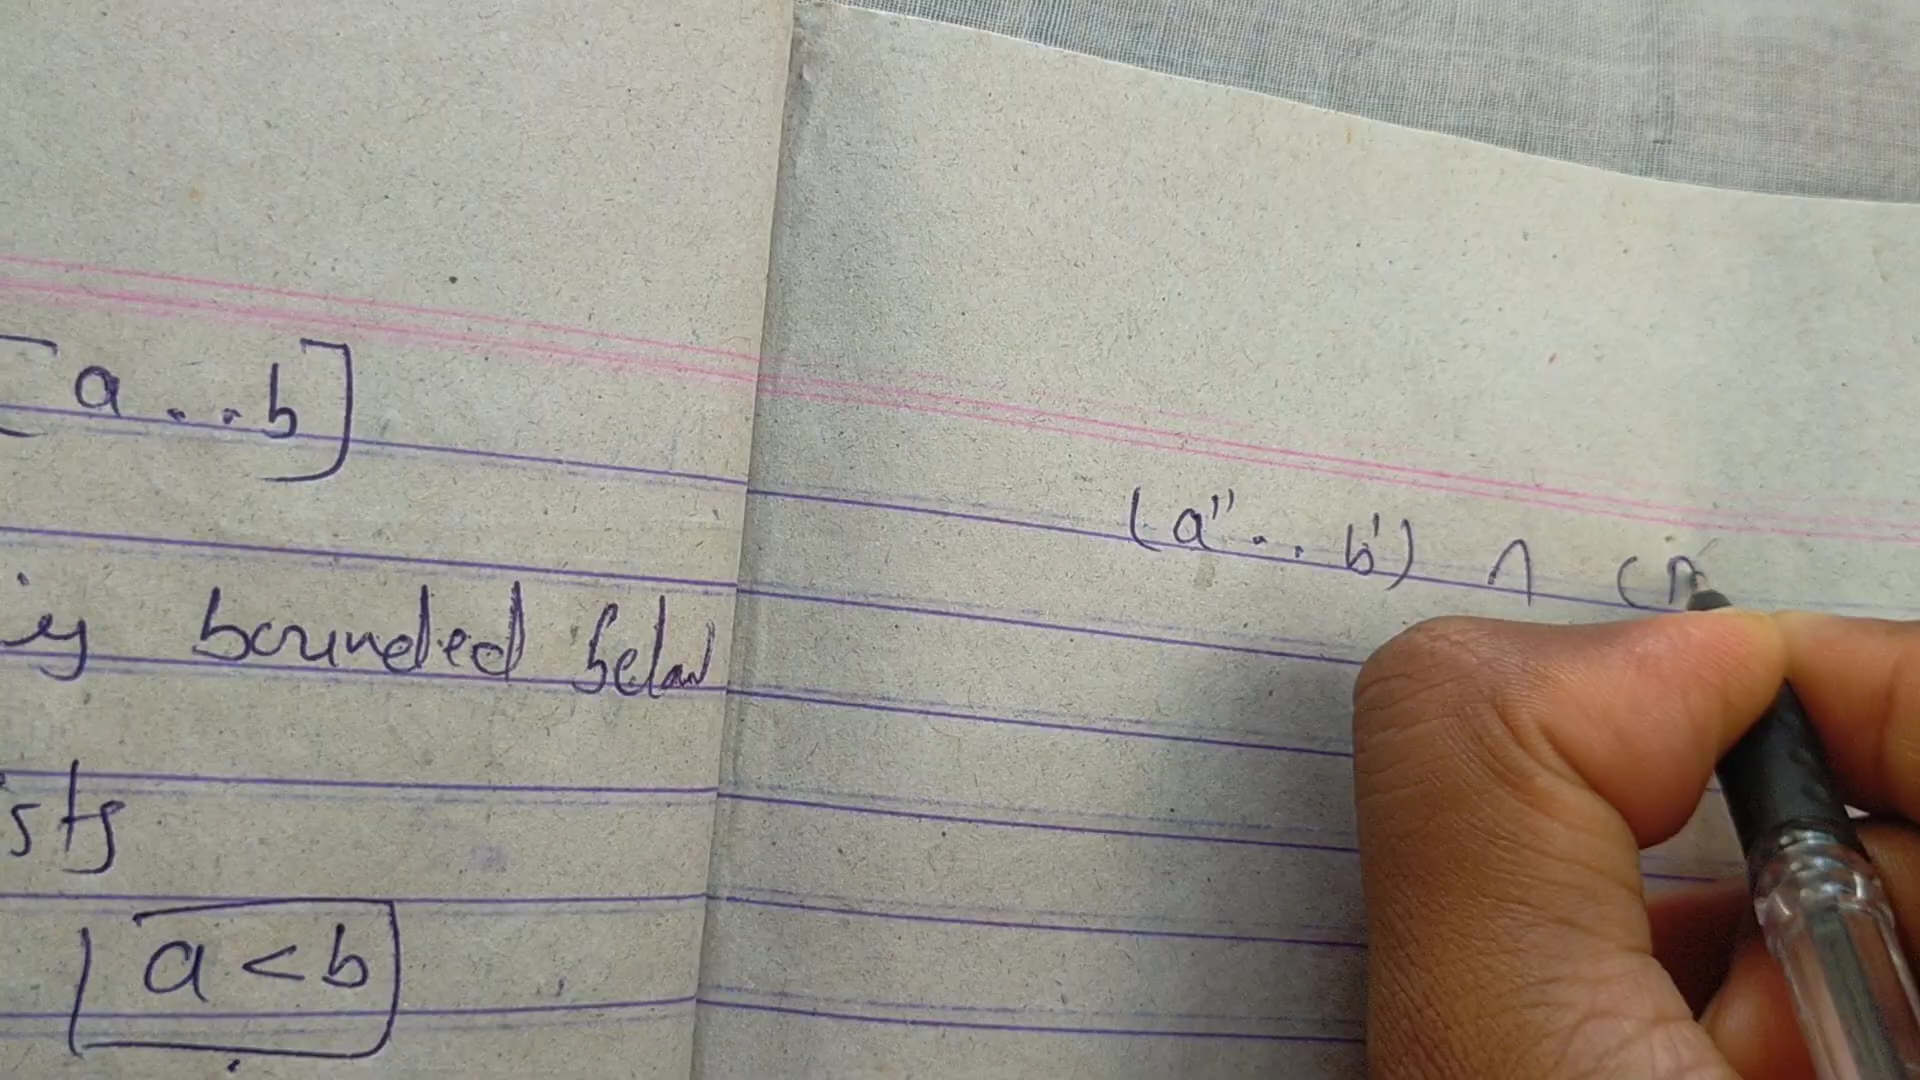 [a..b]
is bounded below
sts
a<b
(a''..b') ∩ (